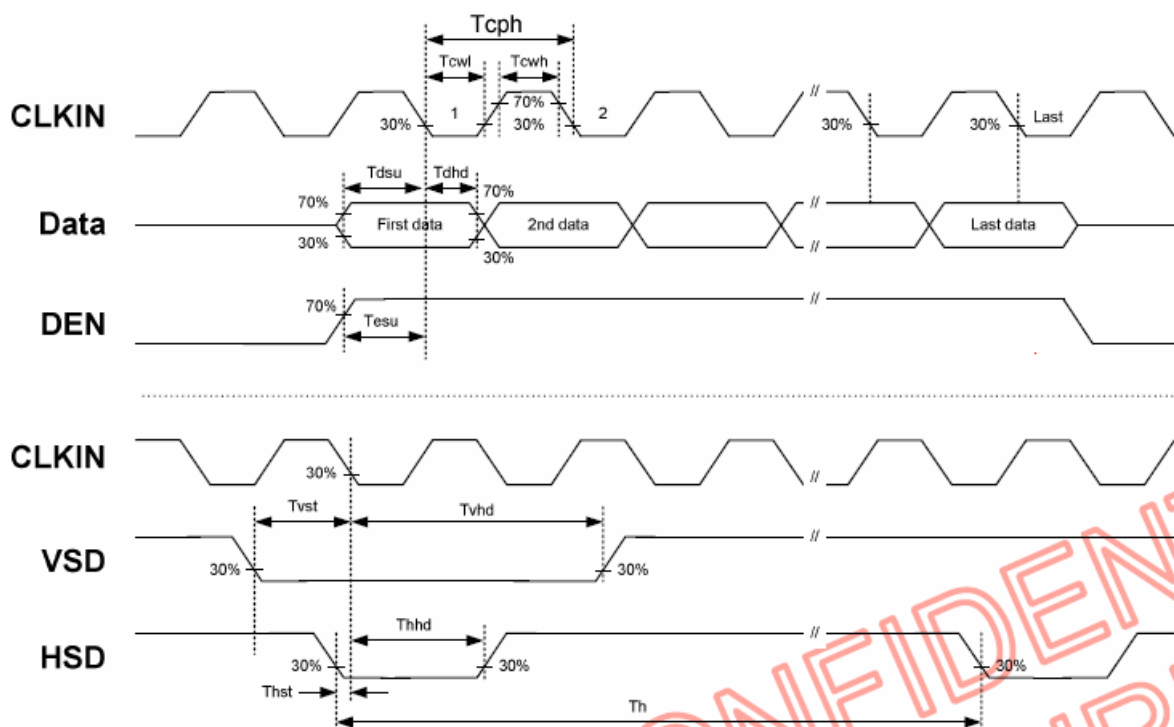 Tcph
Tcwl Tcwh
CLKIN 30% 1 70% 30% 2 // 30% 30% Last
Tdsu Tdhd
Data 70% 30% First data 70% 30% 2nd data // // Last data
DEN 70% Tesu //
CLKIN 30% //
Tvst Tvhd
VSD 30% 30% //
Thhd
HSD 30% 30% // 30%
Thst
Th
CONFIDENT